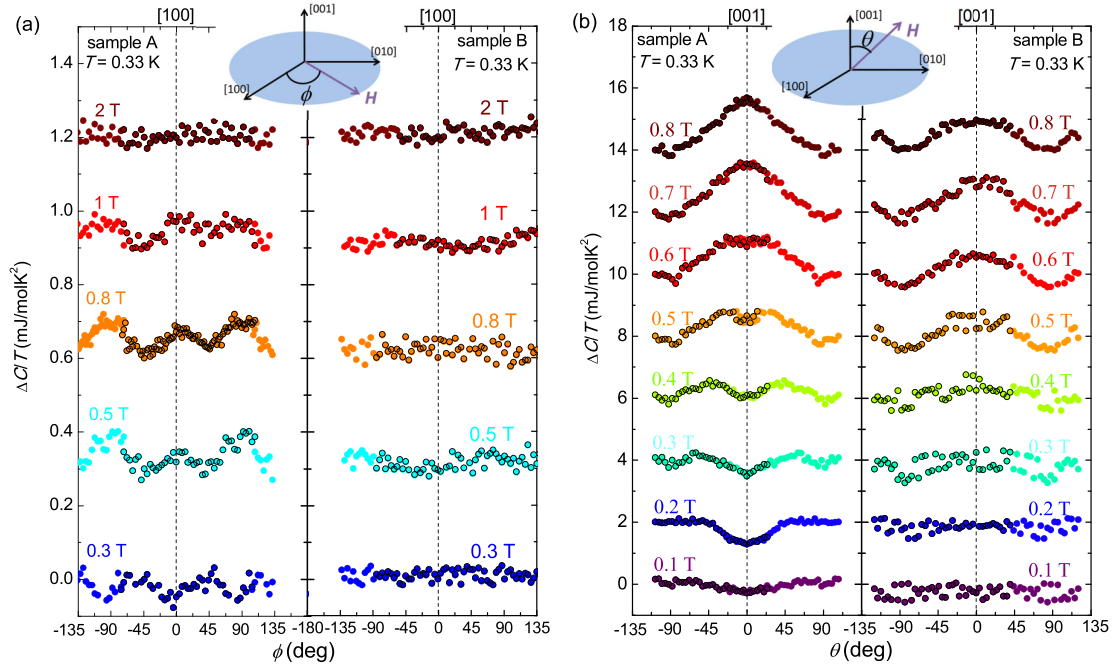 (a)
[100]
[100]
sample A
T = 0.33 K
sample B
T = 0.33 K
[001]
[010]
[100]
ϕ
H
2 T
2 T
1 T
1 T
0.8 T
0.8 T
0.5 T
0.5 T
0.3 T
0.3 T
1.4
1.2
1.0
0.8
0.6
0.4
0.2
0.0
ΔC/T (mJ/molK²)
-135 -90 -45 0 45 90 135 -180 -135 -90 -45 0 45 90 135
ϕ (deg)
(b)
[001]
[001]
sample A
T = 0.33 K
sample B
T = 0.33 K
[001]
θ
H
[010]
[100]
0.8 T
0.8 T
0.7 T
0.7 T
0.6 T
0.6 T
0.5 T
0.5 T
0.4 T
0.4 T
0.3 T
0.3 T
0.2 T
0.2 T
0.1 T
0.1 T
18
16
14
12
10
8
6
4
2
0
ΔC/T (mJ/molK²)
-135 -90 -45 0 45 90 135 -90 -45 0 45 90 135
θ (deg)